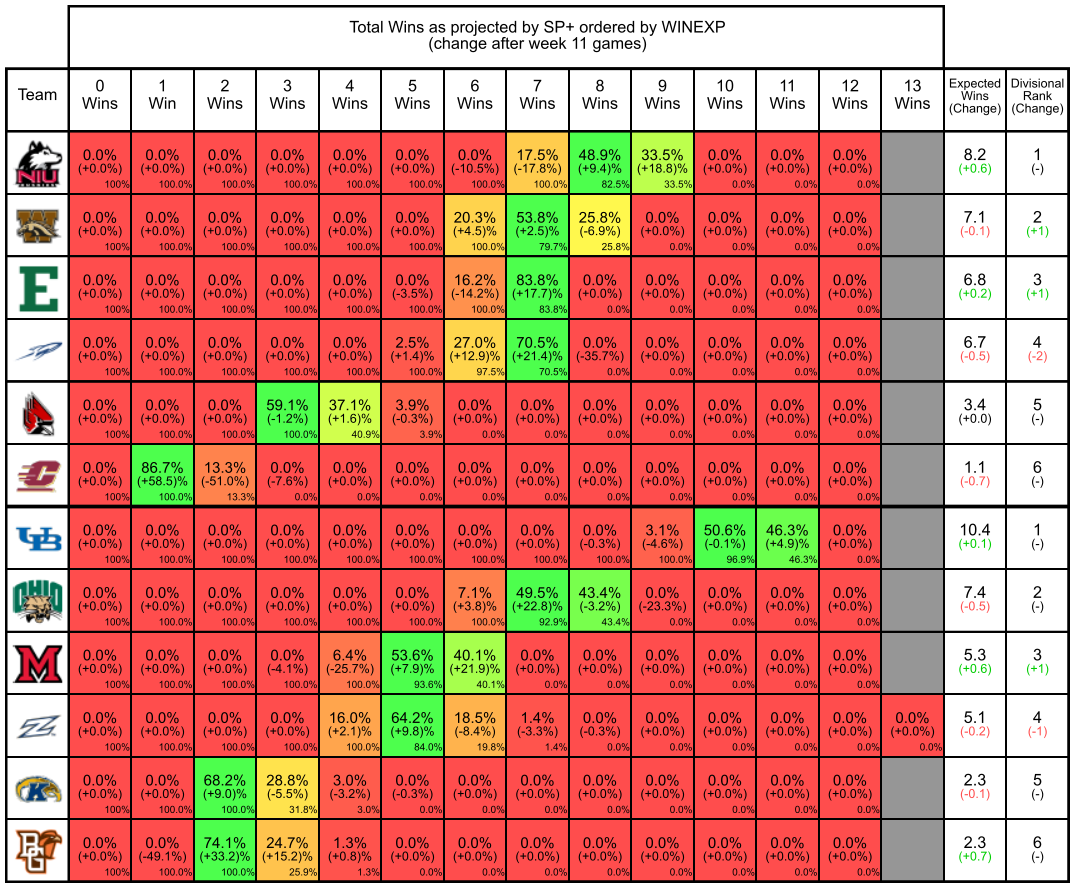 Total Wins as projected by SP+ ordered by WINEXP
(change after week 11 games)
Team 0 Wins 1 Win 2 Wins 3 Wins 4 Wins 5 Wins 6 Wins 7 Wins 8 Wins 9 Wins 10 Wins 11 Wins 12 Wins 13 Wins Expected Wins (Change) Divisional Rank (Change)
NIU
0.0% 0.0% 0.0% 0.0% 0.0% 0.0% 0.0% 17.5% 48.9% 33.5% 0.0% 0.0% 0.0% 8.2 1
(+0.0%) (+0.0%) (+0.0%) (+0.0%) (+0.0%) (+0.0%) (-10.5%) (-17.8%) (+9.4)% (+18.8)% (+0.0%) (+0.0%) (+0.0%) (+0.6) (-)
100% 100.0% 100.0% 100.0% 100.0% 100.0% 100.0% 100.0% 82.5% 33.5% 0.0% 0.0% 0.0%
W
0.0% 0.0% 0.0% 0.0% 0.0% 0.0% 20.3% 53.8% 25.8% 0.0% 0.0% 0.0% 0.0% 7.1 2
(+0.0%) (+0.0%) (+0.0%) (+0.0%) (+0.0%) (+0.0%) (+4.5)% (+2.5)% (-6.9)% (+0.0%) (+0.0%) (+0.0%) (+0.0%) (-0.1) (+1)
100% 100.0% 100.0% 100.0% 100.0% 100.0% 100.0% 79.7% 25.8% 0.0% 0.0% 0.0% 0.0%
E
0.0% 0.0% 0.0% 0.0% 0.0% 0.0% 16.2% 83.8% 0.0% 0.0% 0.0% 0.0% 0.0% 6.8 3
(+0.0%) (+0.0%) (+0.0%) (+0.0%) (+0.0%) (-3.5%) (-14.2%) (+17.7)% (+0.0%) (+0.0%) (+0.0%) (+0.0%) (+0.0%) (+0.2) (+1)
100% 100.0% 100.0% 100.0% 100.0% 100.0% 100.0% 83.8% 0.0% 0.0% 0.0% 0.0% 0.0%
0.0% 0.0% 0.0% 0.0% 0.0% 2.5% 27.0% 70.5% 0.0% 0.0% 0.0% 0.0% 0.0% 6.7 4
(+0.0%) (+0.0%) (+0.0%) (+0.0%) (+0.0%) (+1.4)% (+12.9)% (+21.4)% (-35.7%) (+0.0%) (+0.0%) (+0.0%) (+0.0%) (-0.5) (-2)
100% 100.0% 100.0% 100.0% 100.0% 100.0% 97.5% 70.5% 0.0% 0.0% 0.0% 0.0% 0.0%
0.0% 0.0% 0.0% 59.1% 37.1% 3.9% 0.0% 0.0% 0.0% 0.0% 0.0% 0.0% 0.0% 3.4 5
(+0.0%) (+0.0%) (+0.0%) (-1.2%) (+1.6)% (-0.3%) (+0.0%) (+0.0%) (+0.0%) (+0.0%) (+0.0%) (+0.0%) (+0.0%) (+0.0) (-)
100% 100.0% 100.0% 100.0% 40.9% 3.9% 0.0% 0.0% 0.0% 0.0% 0.0% 0.0% 0.0%
C
0.0% 86.7% 13.3% 0.0% 0.0% 0.0% 0.0% 0.0% 0.0% 0.0% 0.0% 0.0% 0.0% 1.1 6
(+0.0%) (+58.5)% (-51.0%) (-7.6%) (+0.0%) (+0.0%) (+0.0%) (+0.0%) (+0.0%) (+0.0%) (+0.0%) (+0.0%) (+0.0%) (-0.7) (-)
100% 100.0% 13.3% 0.0% 0.0% 0.0% 0.0% 0.0% 0.0% 0.0% 0.0% 0.0% 0.0%
UB
0.0% 0.0% 0.0% 0.0% 0.0% 0.0% 0.0% 0.0% 0.0% 3.1% 50.6% 46.3% 0.0% 10.4 1
(+0.0%) (+0.0%) (+0.0%) (+0.0%) (+0.0%) (+0.0%) (+0.0%) (+0.0%) (-0.3%) (-4.6%) (-0.1%) (+4.9)% (+0.0%) (+0.1) (-)
100% 100.0% 100.0% 100.0% 100.0% 100.0% 100.0% 100.0% 100.0% 100.0% 96.9% 46.3% 0.0%
OHIO
0.0% 0.0% 0.0% 0.0% 0.0% 0.0% 7.1% 49.5% 43.4% 0.0% 0.0% 0.0% 0.0% 7.4 2
(+0.0%) (+0.0%) (+0.0%) (+0.0%) (+0.0%) (+0.0%) (+3.8)% (+22.8)% (-3.2)% (-23.3%) (+0.0%) (+0.0%) (+0.0%) (-0.5) (-)
100% 100.0% 100.0% 100.0% 100.0% 100.0% 100.0% 92.9% 43.4% 0.0% 0.0% 0.0% 0.0%
M
0.0% 0.0% 0.0% 0.0% 6.4% 53.6% 40.1% 0.0% 0.0% 0.0% 0.0% 0.0% 0.0% 5.3 3
(+0.0%) (+0.0%) (+0.0%) (-4.1%) (-25.7%) (+7.9)% (+21.9)% (+0.0%) (+0.0%) (+0.0%) (+0.0%) (+0.0%) (+0.0%) (+0.6) (+1)
100% 100.0% 100.0% 100.0% 100.0% 93.6% 40.1% 0.0% 0.0% 0.0% 0.0% 0.0% 0.0%
0.0% 0.0% 0.0% 0.0% 16.0% 64.2% 18.5% 1.4% 0.0% 0.0% 0.0% 0.0% 0.0% 0.0% 5.1 4
(+0.0%) (+0.0%) (+0.0%) (+0.0%) (+2.1)% (+9.8)% (-8.4%) (-3.3%) (-0.3%) (+0.0%) (+0.0%) (+0.0%) (+0.0%) (+0.0%) (-0.2) (-1)
100% 100.0% 100.0% 100.0% 100.0% 84.0% 19.8% 1.4% 0.0% 0.0% 0.0% 0.0% 0.0% 0.0%
K
0.0% 0.0% 68.2% 28.8% 3.0% 0.0% 0.0% 0.0% 0.0% 0.0% 0.0% 0.0% 0.0% 2.3 5
(+0.0%) (+0.0%) (+9.0)% (-5.5%) (-3.2%) (-0.3%) (+0.0%) (+0.0%) (+0.0%) (+0.0%) (+0.0%) (+0.0%) (+0.0%) (-0.1) (-)
100% 100.0% 100.0% 31.8% 3.0% 0.0% 0.0% 0.0% 0.0% 0.0% 0.0% 0.0% 0.0%
BG
0.0% 0.0% 74.1% 24.7% 1.3% 0.0% 0.0% 0.0% 0.0% 0.0% 0.0% 0.0% 0.0% 2.3 6
(+0.0%) (-49.1%) (+33.2)% (+15.2)% (+0.8)% (+0.0%) (+0.0%) (+0.0%) (+0.0%) (+0.0%) (+0.0%) (+0.0%) (+0.0%) (+0.7) (-)
100% 100.0% 100.0% 25.9% 1.3% 0.0% 0.0% 0.0% 0.0% 0.0% 0.0% 0.0% 0.0%